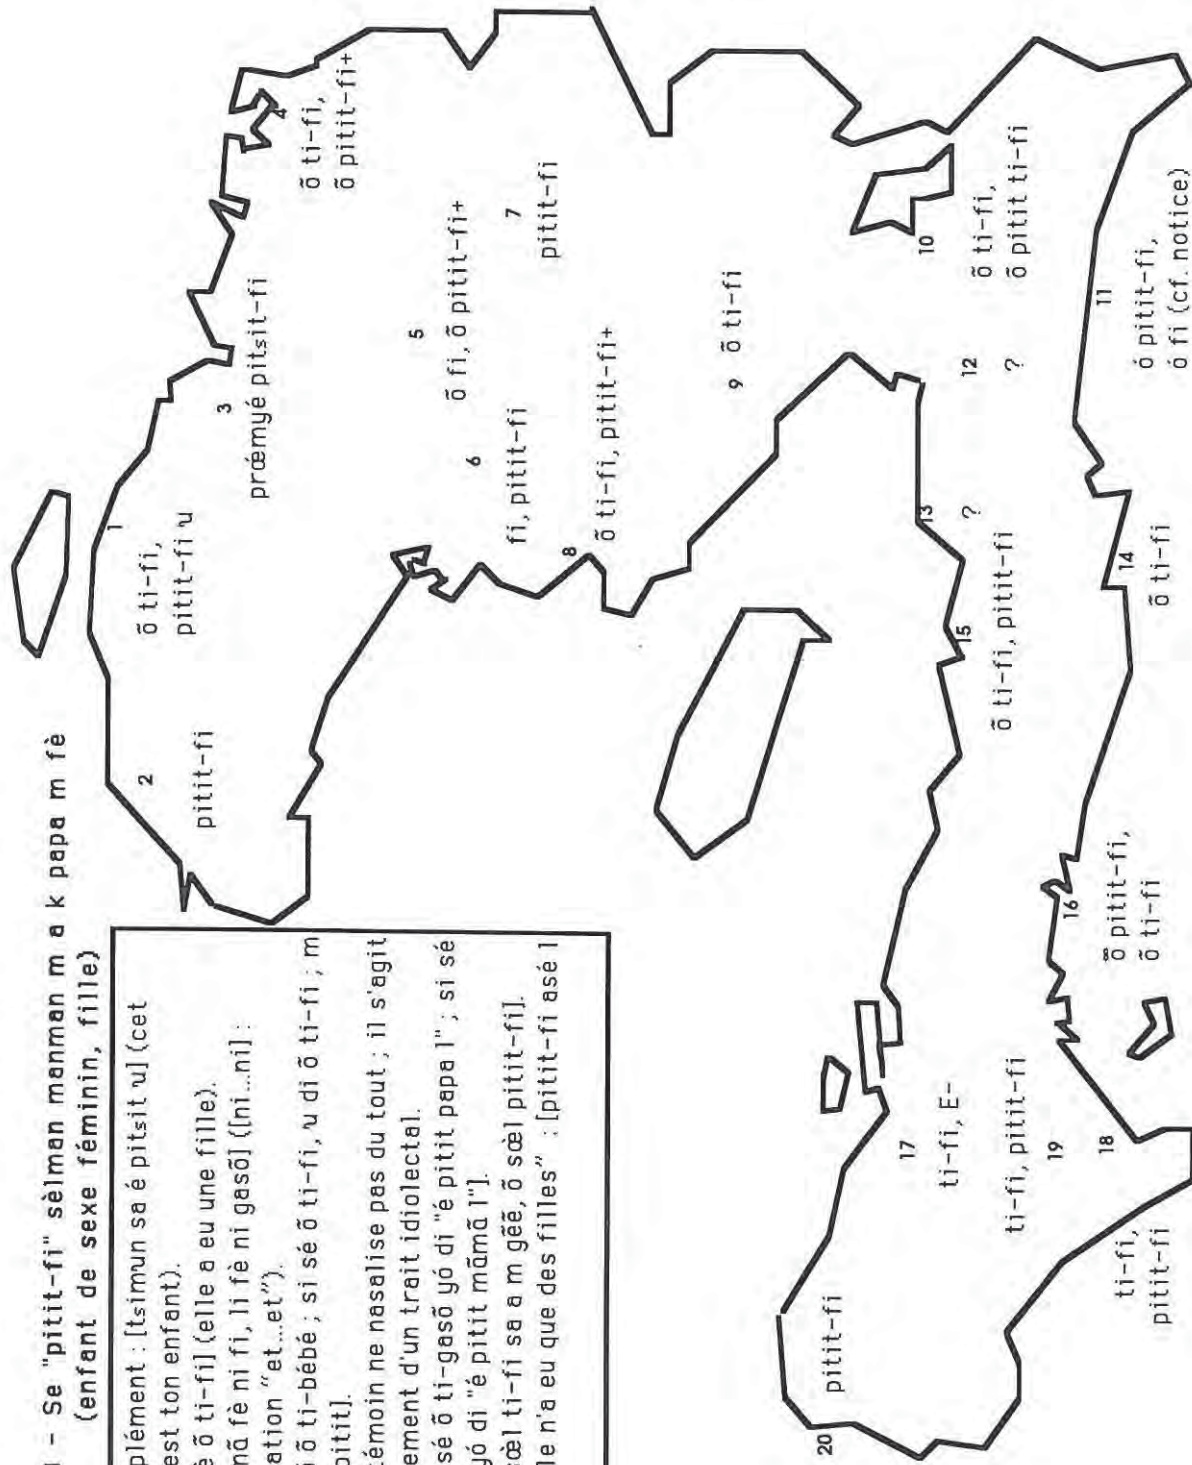 – Se "pitit-fi" sèlman manman m a k papa m fè
(enfant de sexe féminin, fille)
plément : [tsimun sa é pitsit u] (cet
est ton enfant).
è õ ti-fi] (elle a eu une fille).
mã fè ni fi, li fè ni gasõ] ([ni...ni] :
ation "et...et").
õ ti-bébé ; si sé õ ti-fi, u di õ ti-fi ; m
pitit].
témoin ne nasalise pas du tout ; il s'agit
ement d'un trait idiolectal.
sé õ ti-gasõ yó di "é pitit papa l" ; si sé
yó di "é pitit mãmã l"].
sœ̀l ti-fi sa a m gẽẽ, õ sœ̀l pitit-fi].
le n'a eu que des filles" : [pitit-fi asé l
1
õ ti-fi,
pitit-fi u
2
pitit-fi
3
prœ́myé pitsit-fi
4
õ ti-fi,
õ pitit-fi+
5
õ fi, õ pitit-fi+
6
fi, pitit-fi
7
pitit-fi
8
õ ti-fi, pitit-fi+
9 õ ti-fi
10
õ ti-fi,
õ pitit ti-fi
11
ó pitit-fi,
ó fi (cf. notice)
12
?
13
?
14
õ ti-fi
15
õ ti-fi, pitit-fi
16
õ pitit-fi,
õ ti-fi
17
ti-fi, E-
18
ti-fi,
pitit-fi
19
ti-fi, pitit-fi
20
pitit-fi